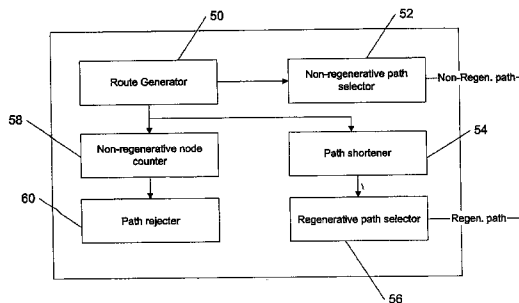 50
52
Route Generator
Non-regenerative path
selector
Non-Regen. path
58
54
Non-regenerative node
counter
Path shortener
60
Path rejecter
Regenerative path selector
Regen. path
56